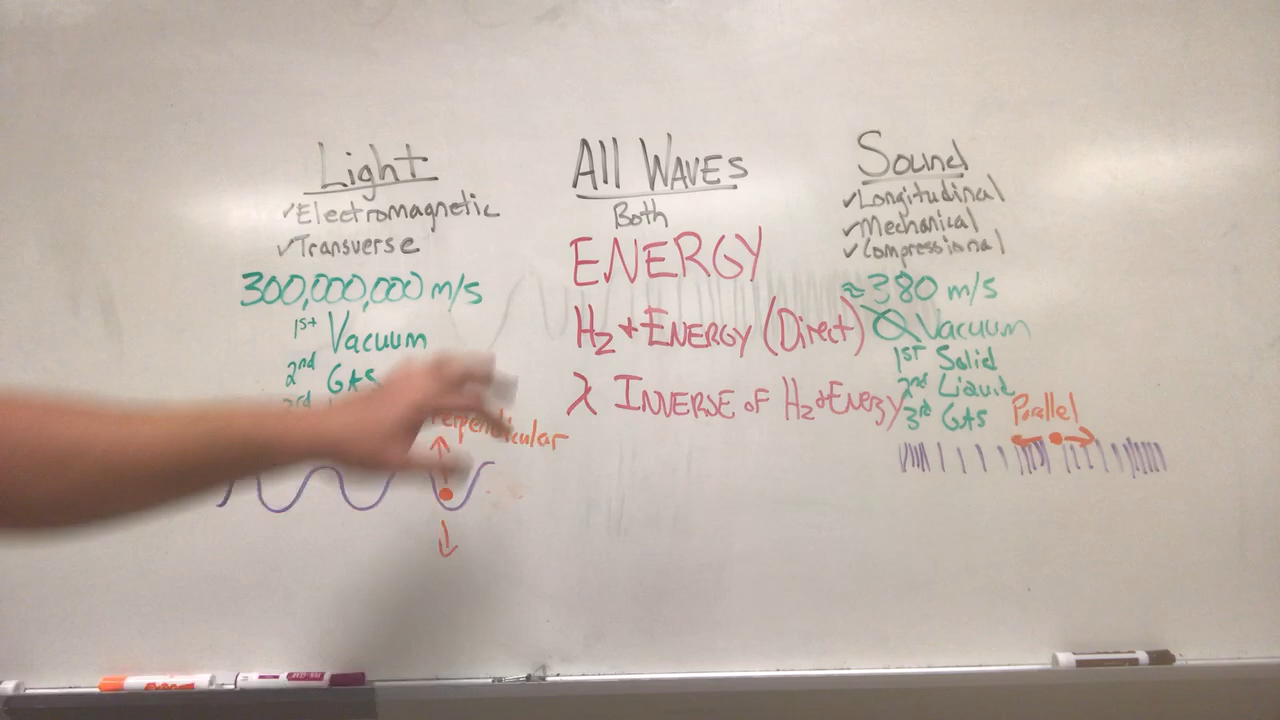 Light
✓Electromagnetic
✓Transverse
300,000,000 m/s
1st Vacuum
2nd GAS
3rd
Perpendicular
All WAVES
Both
ENERGY
Hz + ENERGY (Direct)
λ INVERSE OF Hz + ENERGY
Sound
✓Longitudinal
✓Mechanical
✓Compressional
≈380 m/s
Vacuum
1st Solid
2nd Liquid
3rd GAS
Parallel